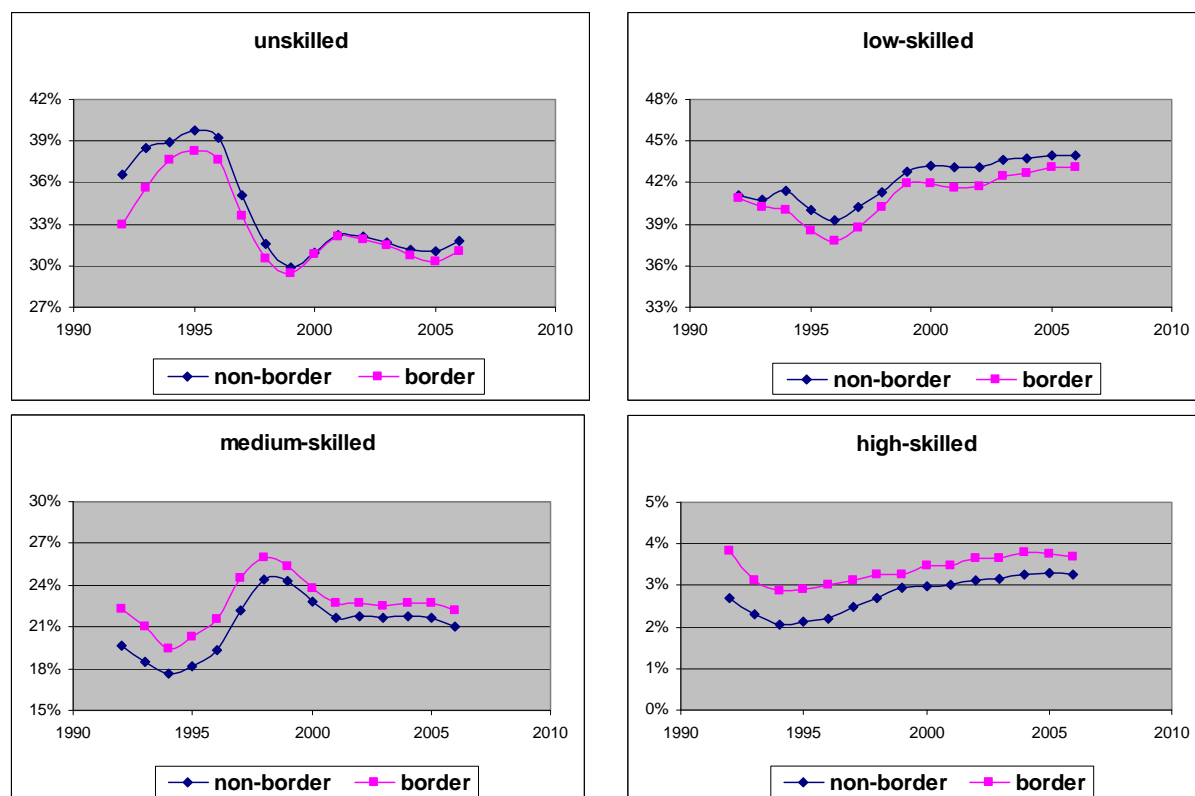 unskilled
42%
39%
36%
33%
30%
27%
1990 1995 2000 2005 2010
non-border border
low-skilled
48%
45%
42%
39%
36%
33%
1990 1995 2000 2005 2010
non-border border
medium-skilled
30%
27%
24%
21%
18%
15%
1990 1995 2000 2005 2010
non-border border
high-skilled
5%
4%
3%
2%
1%
0%
1990 1995 2000 2005 2010
non-border border